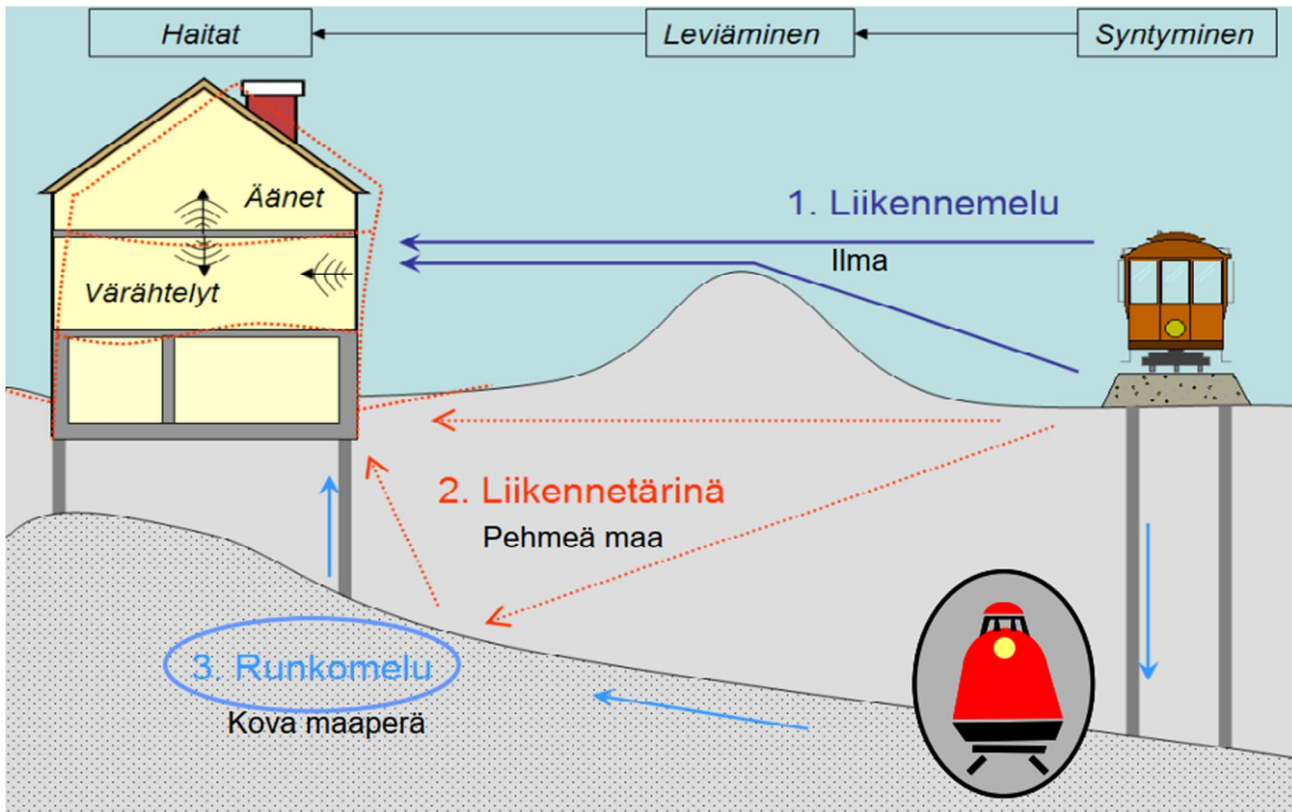 Haitat
Leviäminen
Syntyminen
Äänet
Värähtelyt
1. Liikennemelu
Ilma
2. Liikennetärinä
Pehmeä maa
3. Runkomelu
Kova maaperä